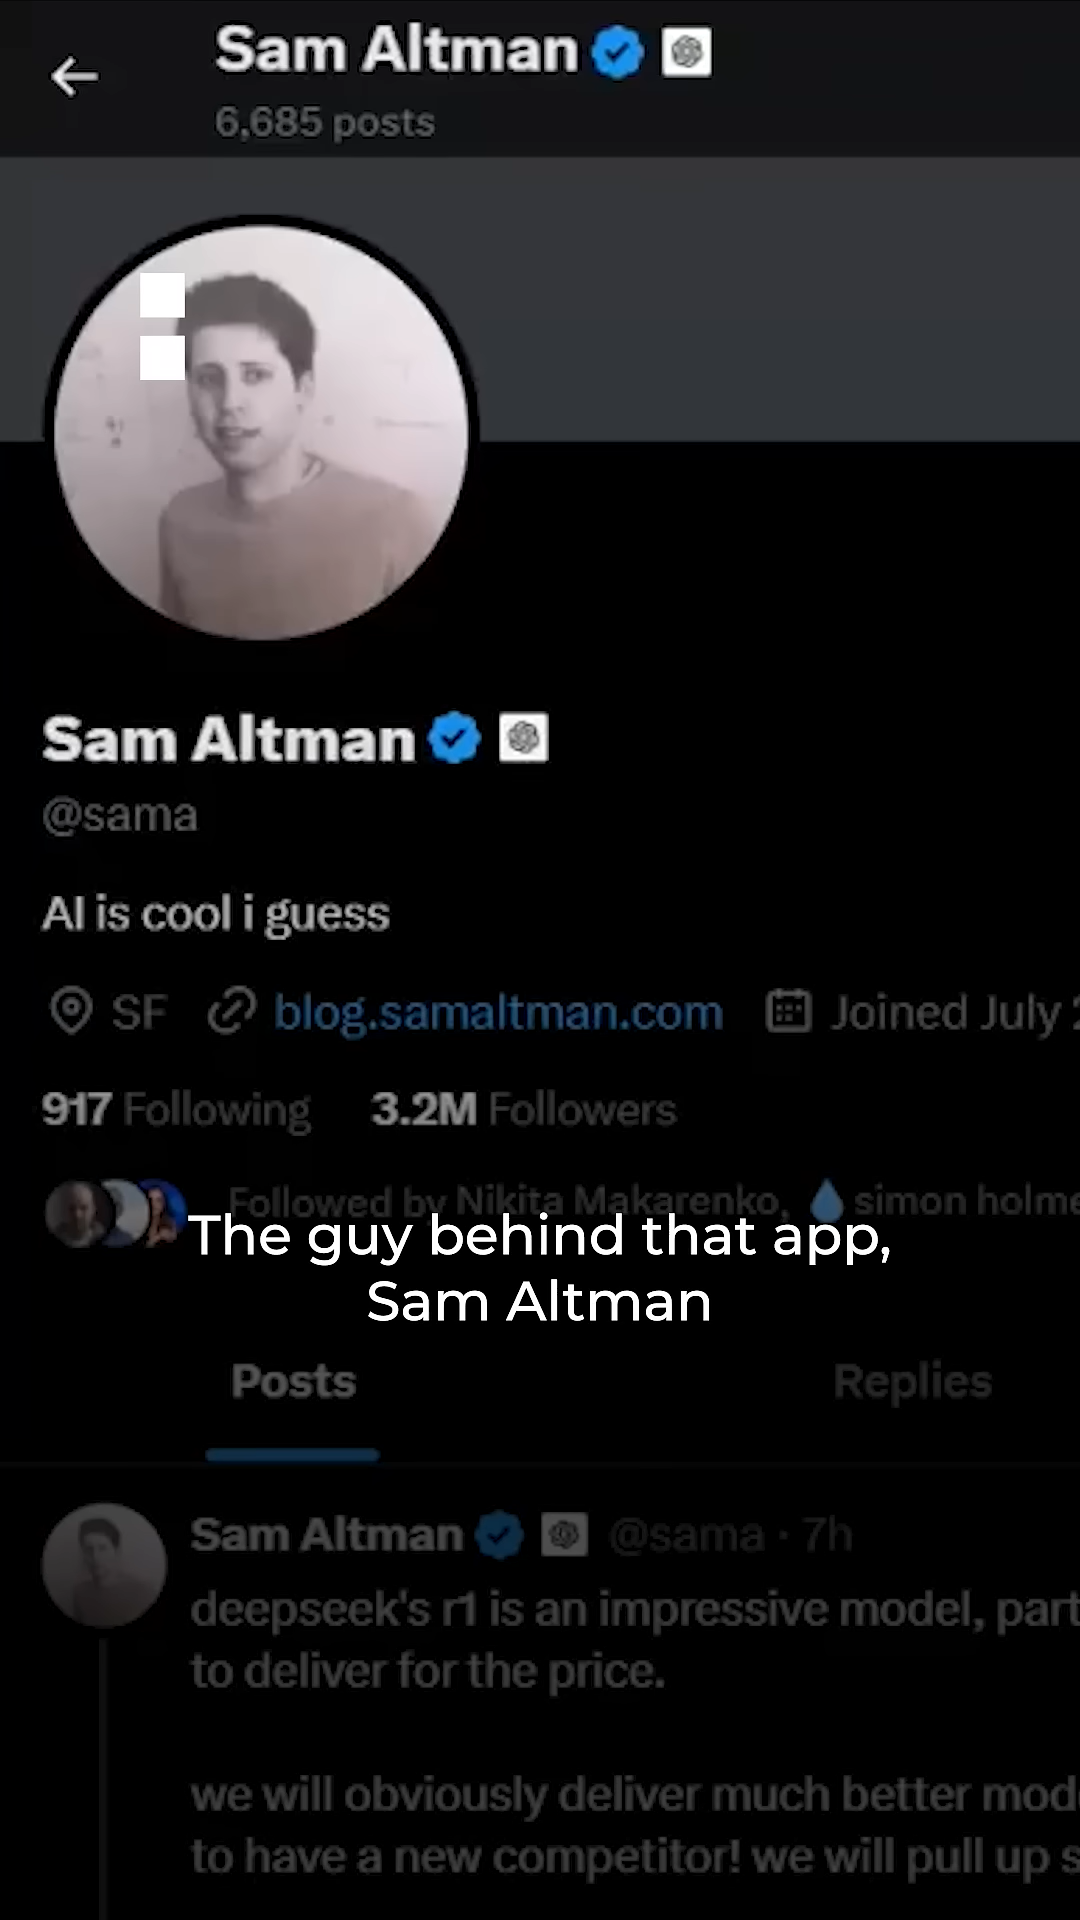 Sam Altman
6,685 posts
Sam Altman
@sama
AI is cool i guess
SF blog.samaltman.com Joined July
917 Following 3.2M Followers
Followed by Nikita Makarenko, simon holme
The guy behind that app,
Sam Altman
Posts Replies
Sam Altman @sama · 7h
deepseek's r1 is an impressive model, part
to deliver for the price.
we will obviously deliver much better mod
to have a new competitor! we will pull up s